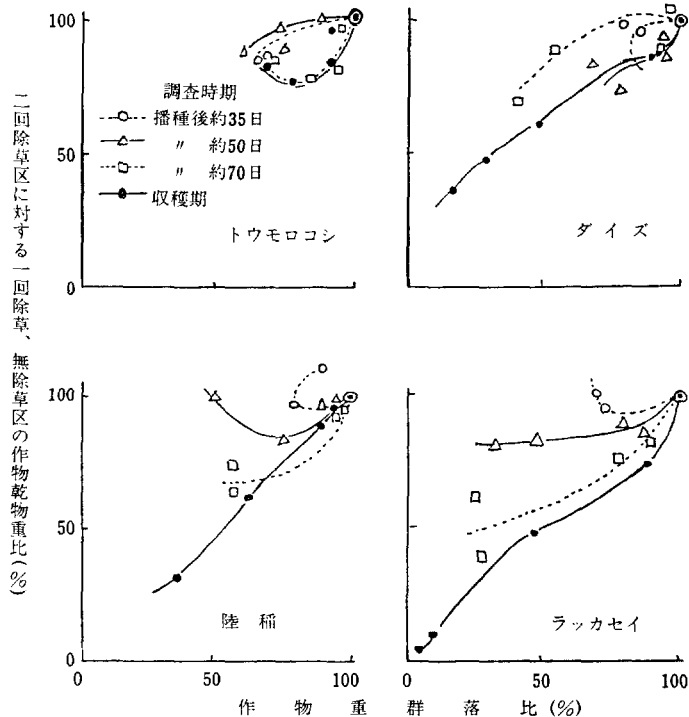 二回除草区に対する一回除草、無除草区の作物乾物重比(%)
100
50
0
調査時期
播種後約35日
〃 約50日
〃 約70日
収穫期
トウモロコシ
ダイズ
100
50
0
0
50
100
陸稲
0
50
100
ラッカセイ
作物重群落比(%)